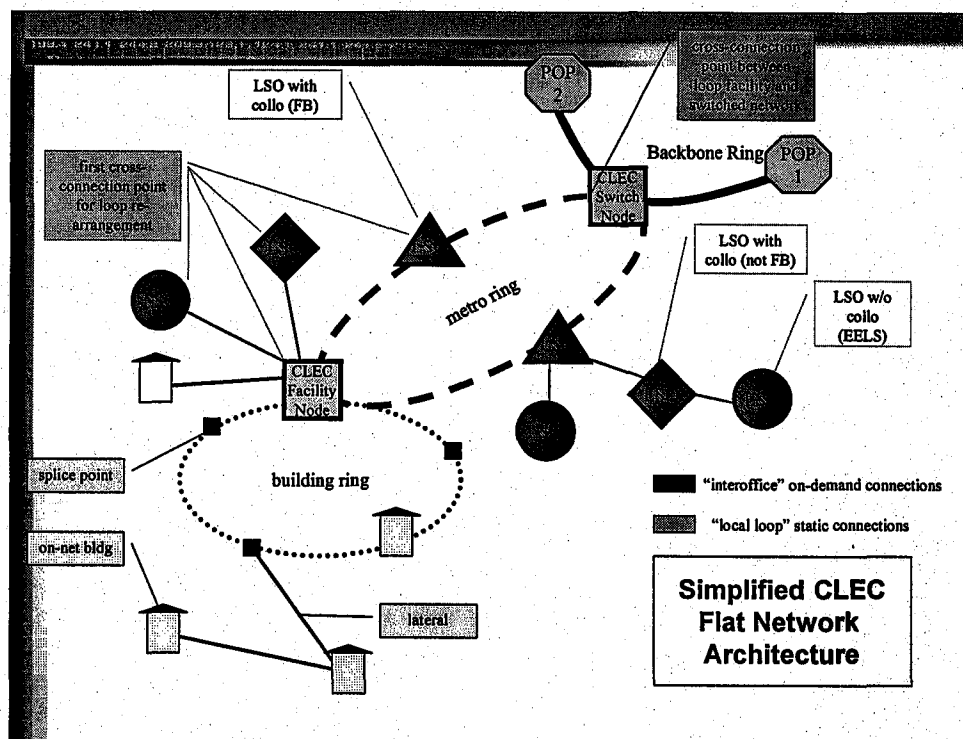 POP
2
cross-connection
point between
loop facility and
switched network
LSO with
collo (FB)
Backbone Ring
POP
1
first cross-
connection point
for loop re-
arrangement
CLEC
Switch
Node
LSO with
collo (not FB)
metro ring
LSO w/o
collo
(EELS)
CLEC
Facility
Node
splice point
building ring
"interoffice" on-demand connections
"local loop" static connections
on-net bldg
lateral
Simplified CLEC
Flat Network
Architecture